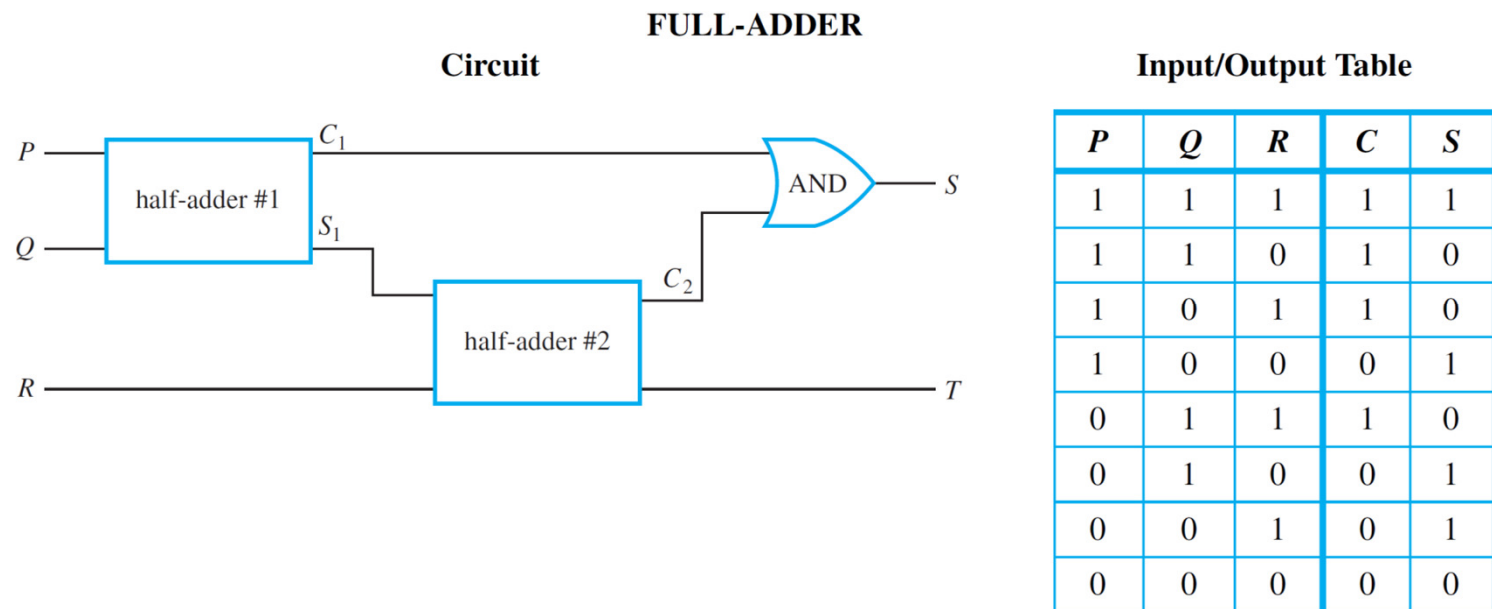 FULL-ADDER
Circuit
P
Q
R
half-adder #1
C₁
S₁
half-adder #2
C₂
AND
S
T
Input/Output Table
P Q R C S
1 1 1 1 1
1 1 0 1 0
1 0 1 1 0
1 0 0 0 1
0 1 1 1 0
0 1 0 0 1
0 0 1 0 1
0 0 0 0 0